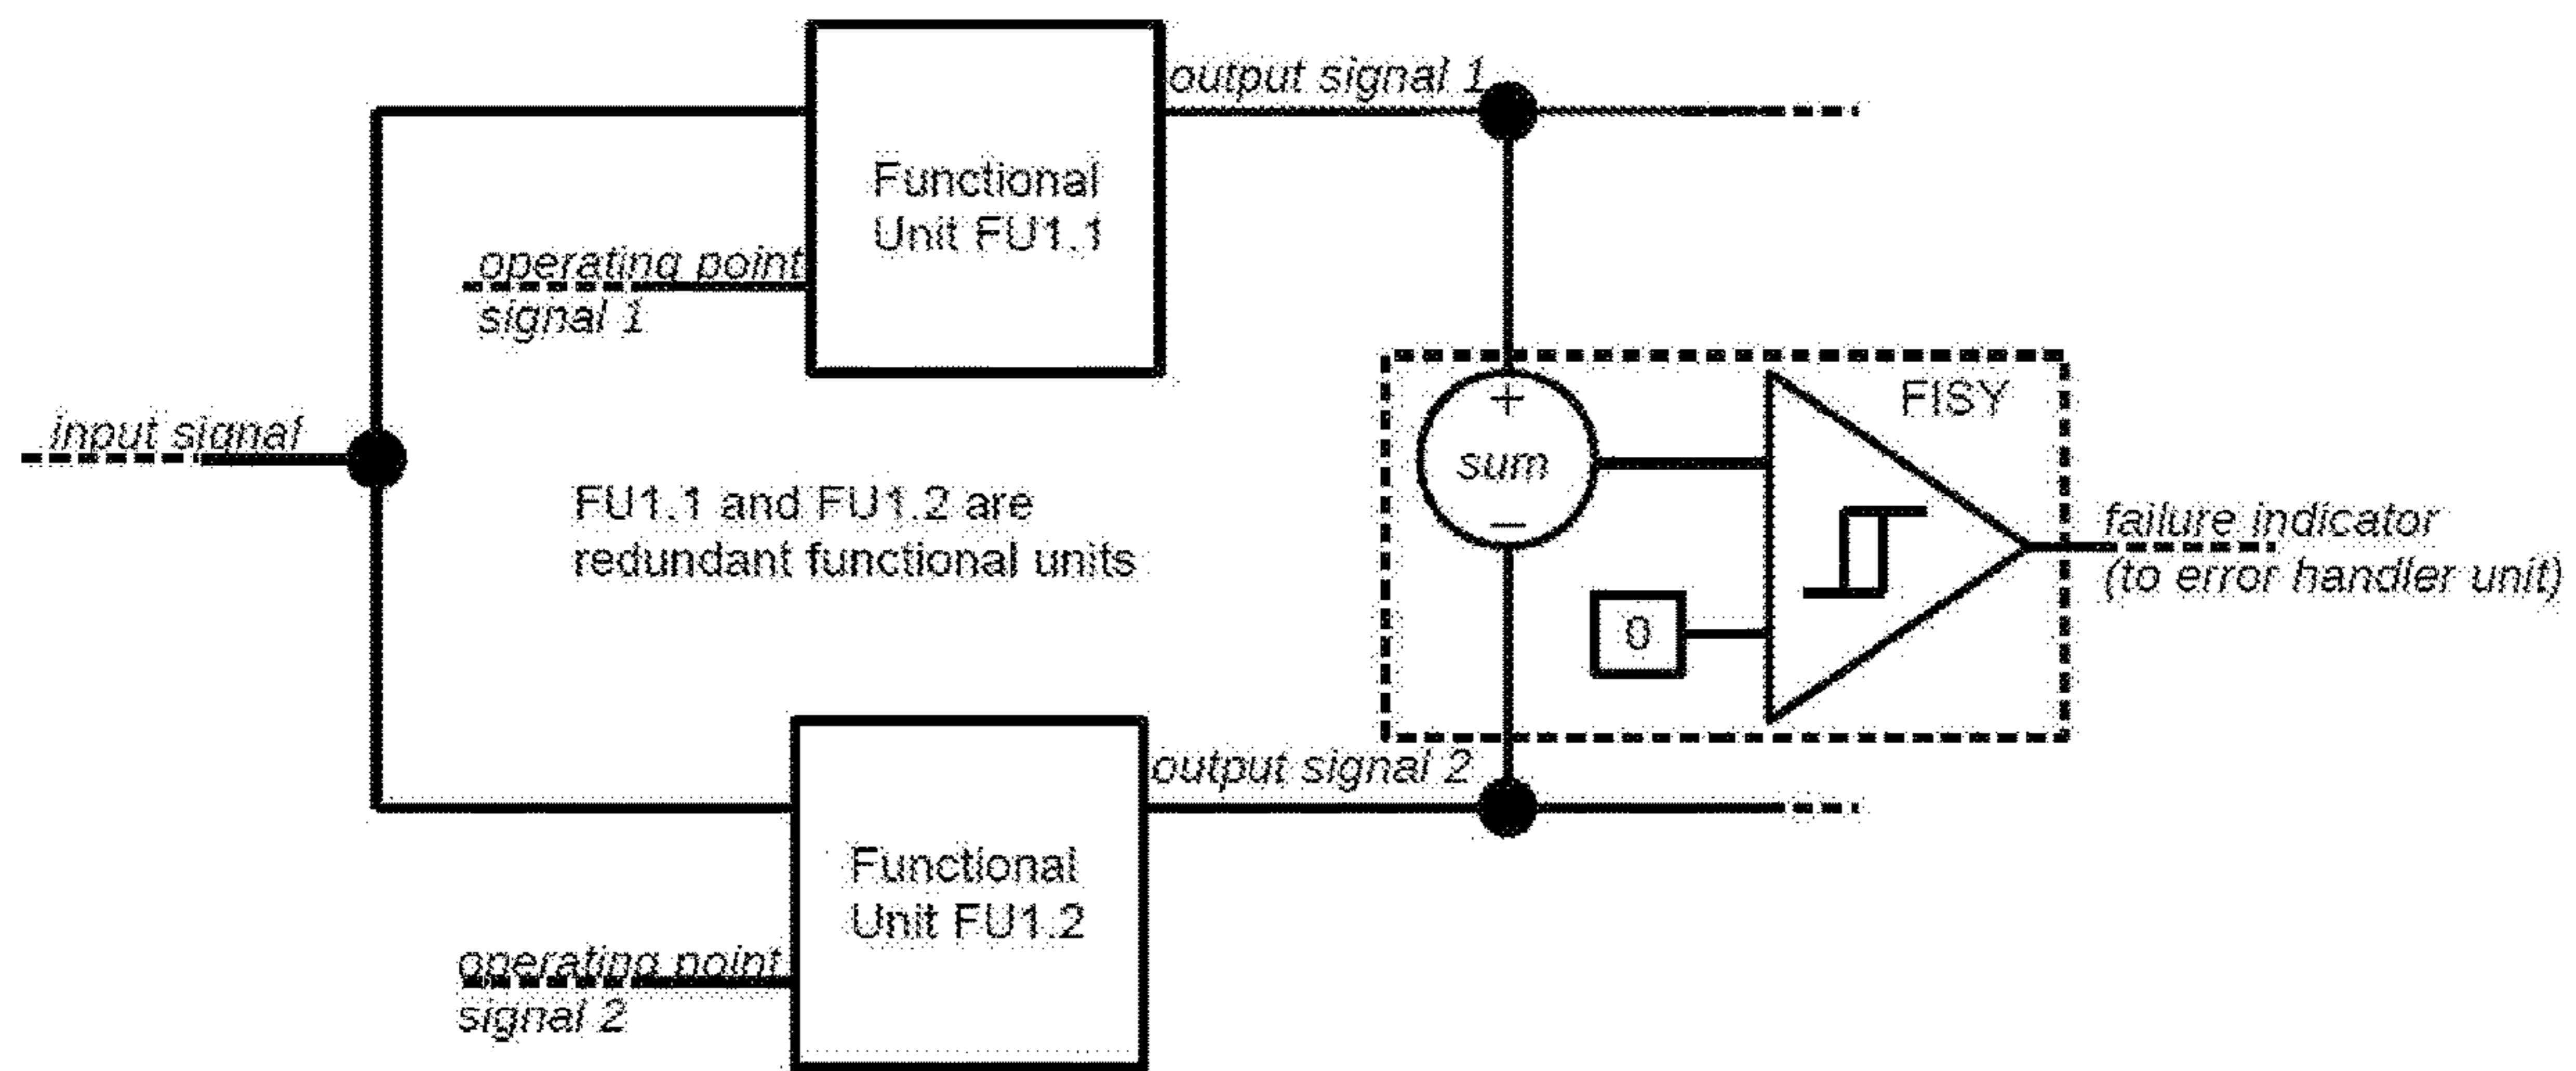 output signal 1
Functional
Unit FU1.1
operating point
signal 1
+
FISY
input signal
sum
FU1.1 and FU1.2 are
redundant functional units
−
failure indicator
(to error handler unit)
0
output signal 2
Functional
Unit FU1.2
operating point
signal 2